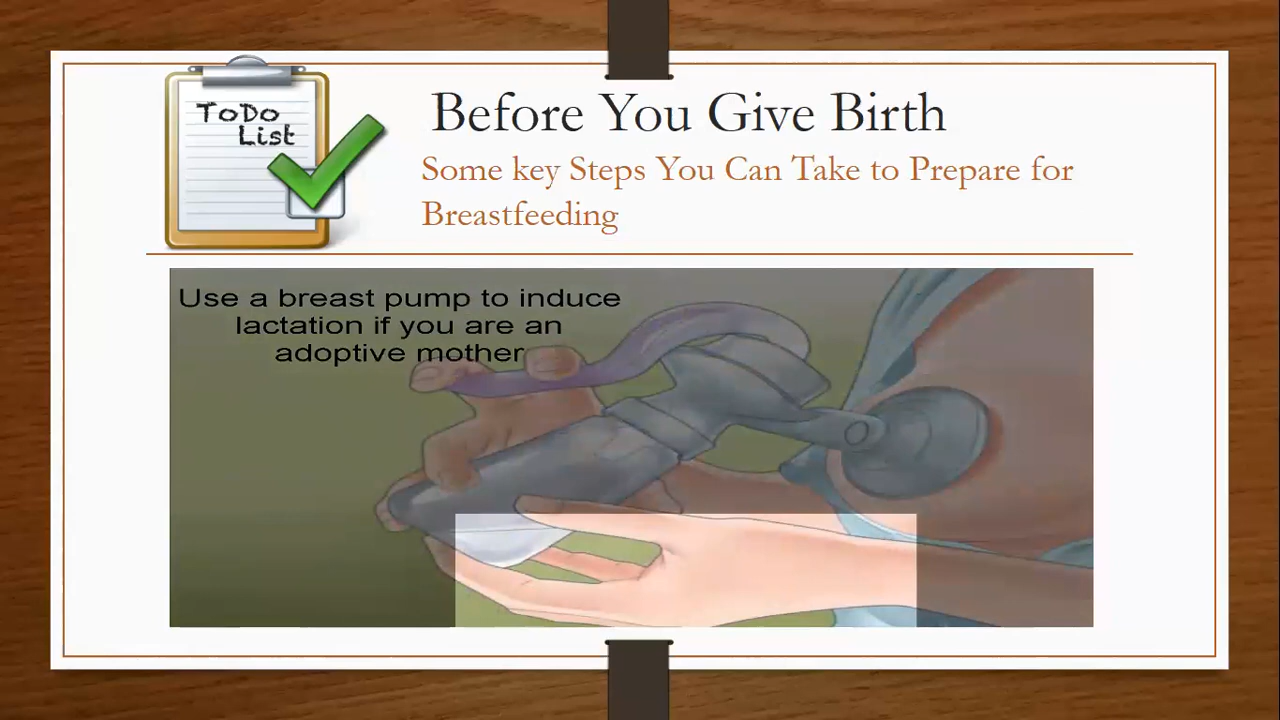 ToDo
List
Before You Give Birth
Some key Steps You Can Take to Prepare for
Breastfeeding
Use a breast pump to induce
lactation if you are an
adoptive mother